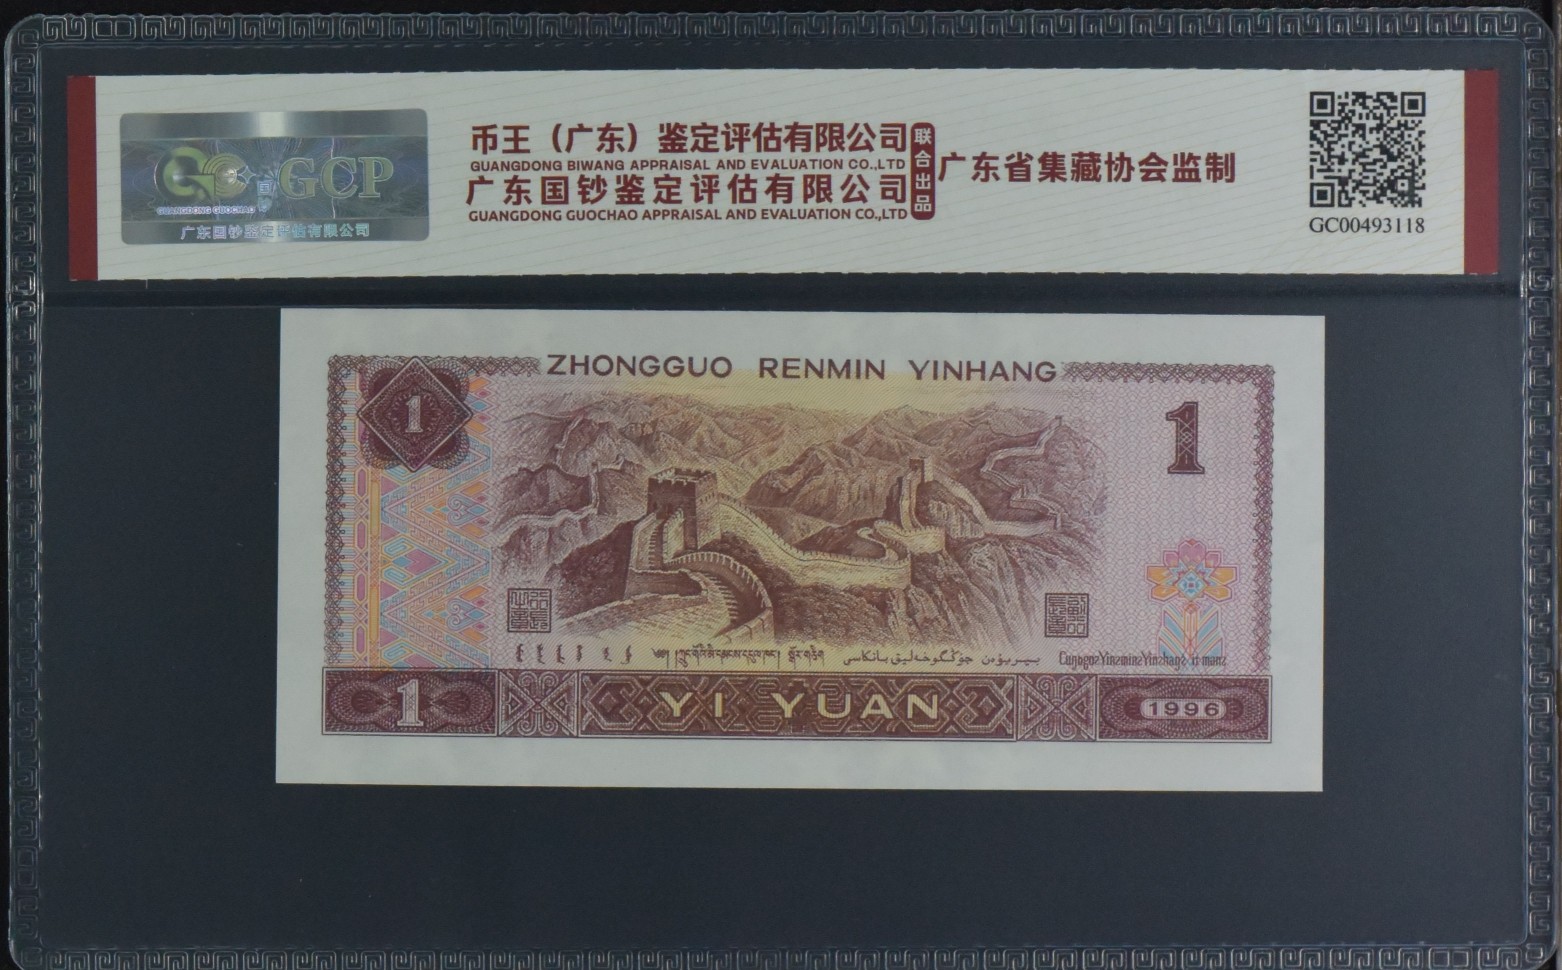 GCP
GUANGDONG GUOCHAO
广东国钞鉴定评估有限公司
币王（广东）鉴定评估有限公司
GUANGDONG BIWANG APPRAISAL AND EVALUATION CO.,LTD
广东国钞鉴定评估有限公司
GUANGDONG GUOCHAO APPRAISAL AND EVALUATION CO.,LTD
联合出品
广东省集藏协会监制
GC00493118
ZHONGGUO RENMIN YINHANG
1
1
1
YI YUAN
1996